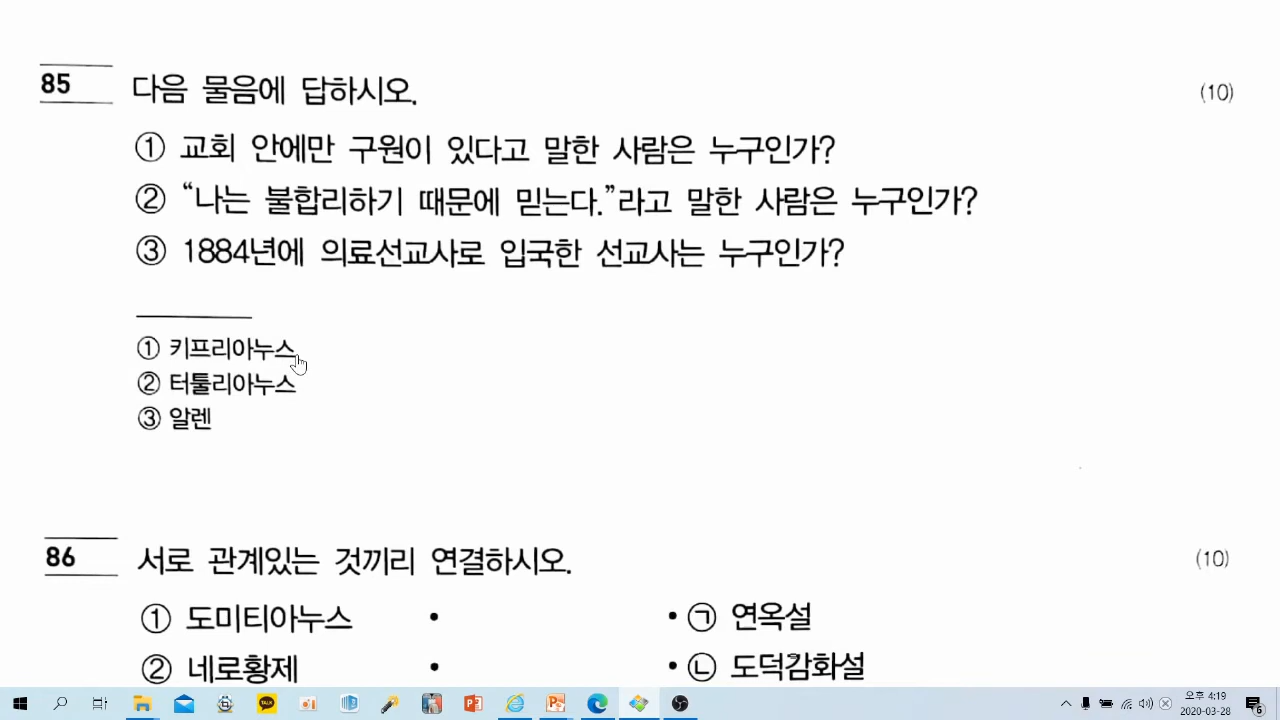 85 다음 물음에 답하시오. (10)
① 교회 안에만 구원이 있다고 말한 사람은 누구인가?
② “나는 불합리하기 때문에 믿는다.”라고 말한 사람은 누구인가?
③ 1884년에 의료선교사로 입국한 선교사는 누구인가?
① 키프리아누스
② 터툴리아누스
③ 알렌
86 서로 관계있는 것끼리 연결하시오. (10)
① 도미티아누스 • • ㉠ 연옥설
② 네로황제 • • ㉡ 도덕감화설
TALK
오후 4:19
2020-03-28
6